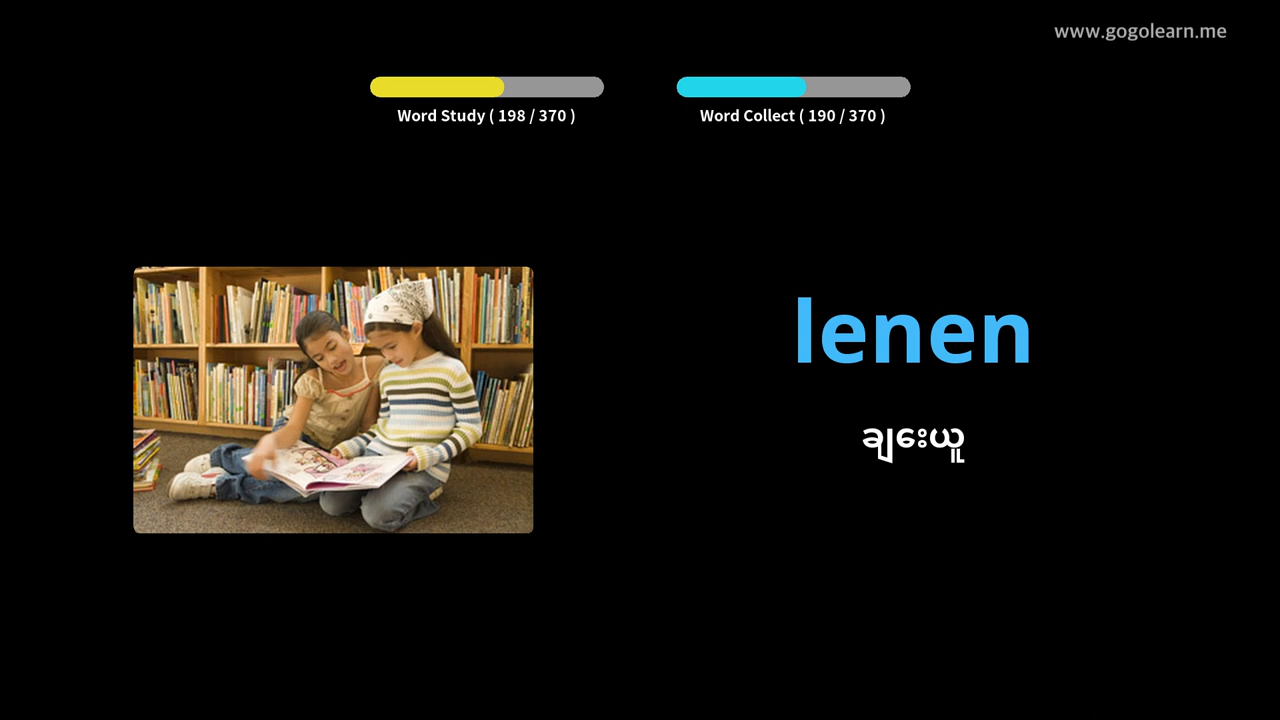 www.gogolearn.me
Word Study ( 198 / 370 )
Word Collect ( 190 / 370 )
lenen
ချေးယူ